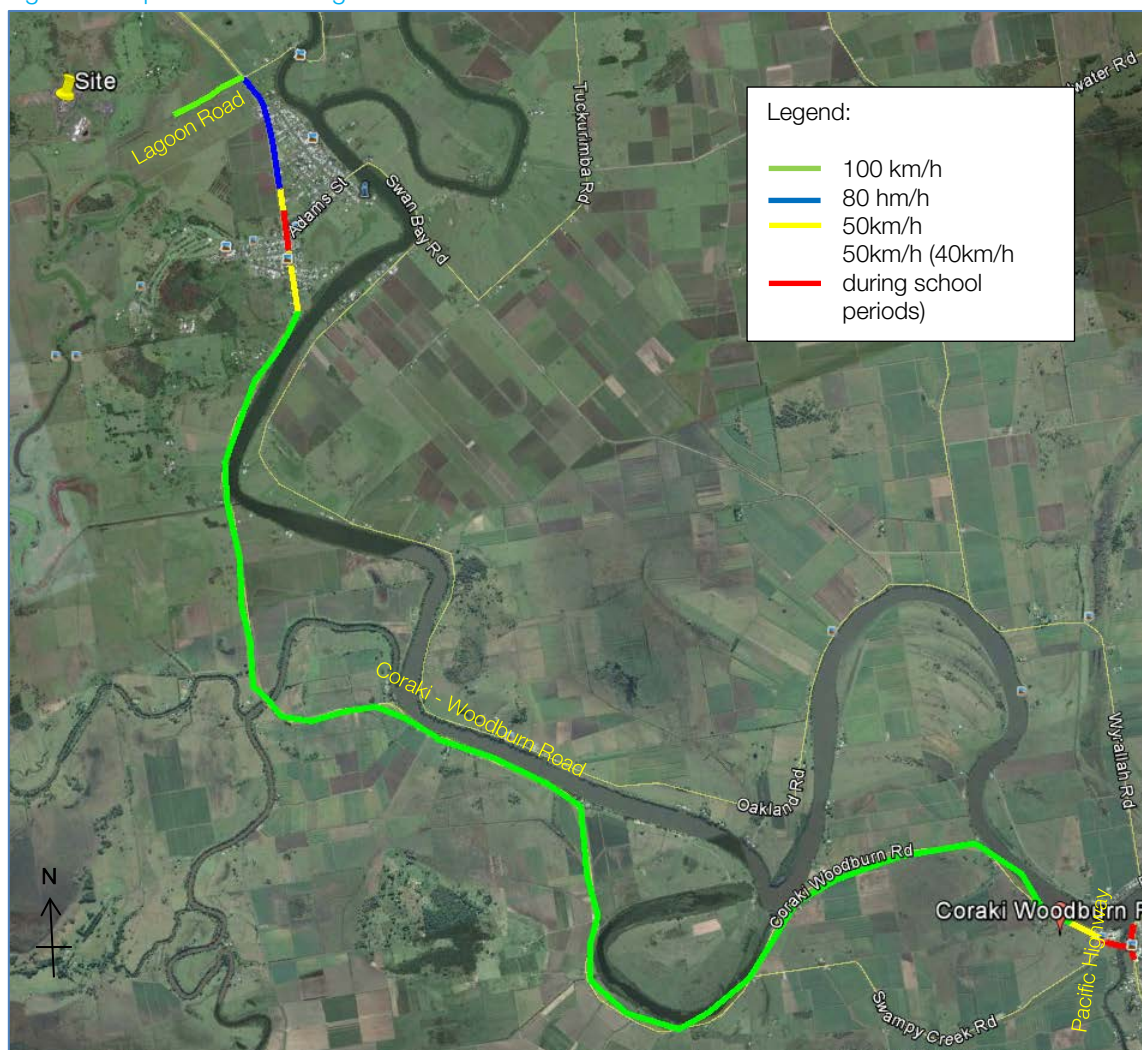 Site
Lagoon Road
Adams St
Swan Bay Rd
Tuckurimba Rd
water Rd
Legend:
100 km/h
80 hm/h
50km/h
50km/h (40km/h
during school
periods)
Coraki - Woodburn Road
Oakland Rd
Wyrallah Rd
Coraki Woodburn Rd
Coraki Woodburn R
Pacific Highway
Swampy Creek Rd
N